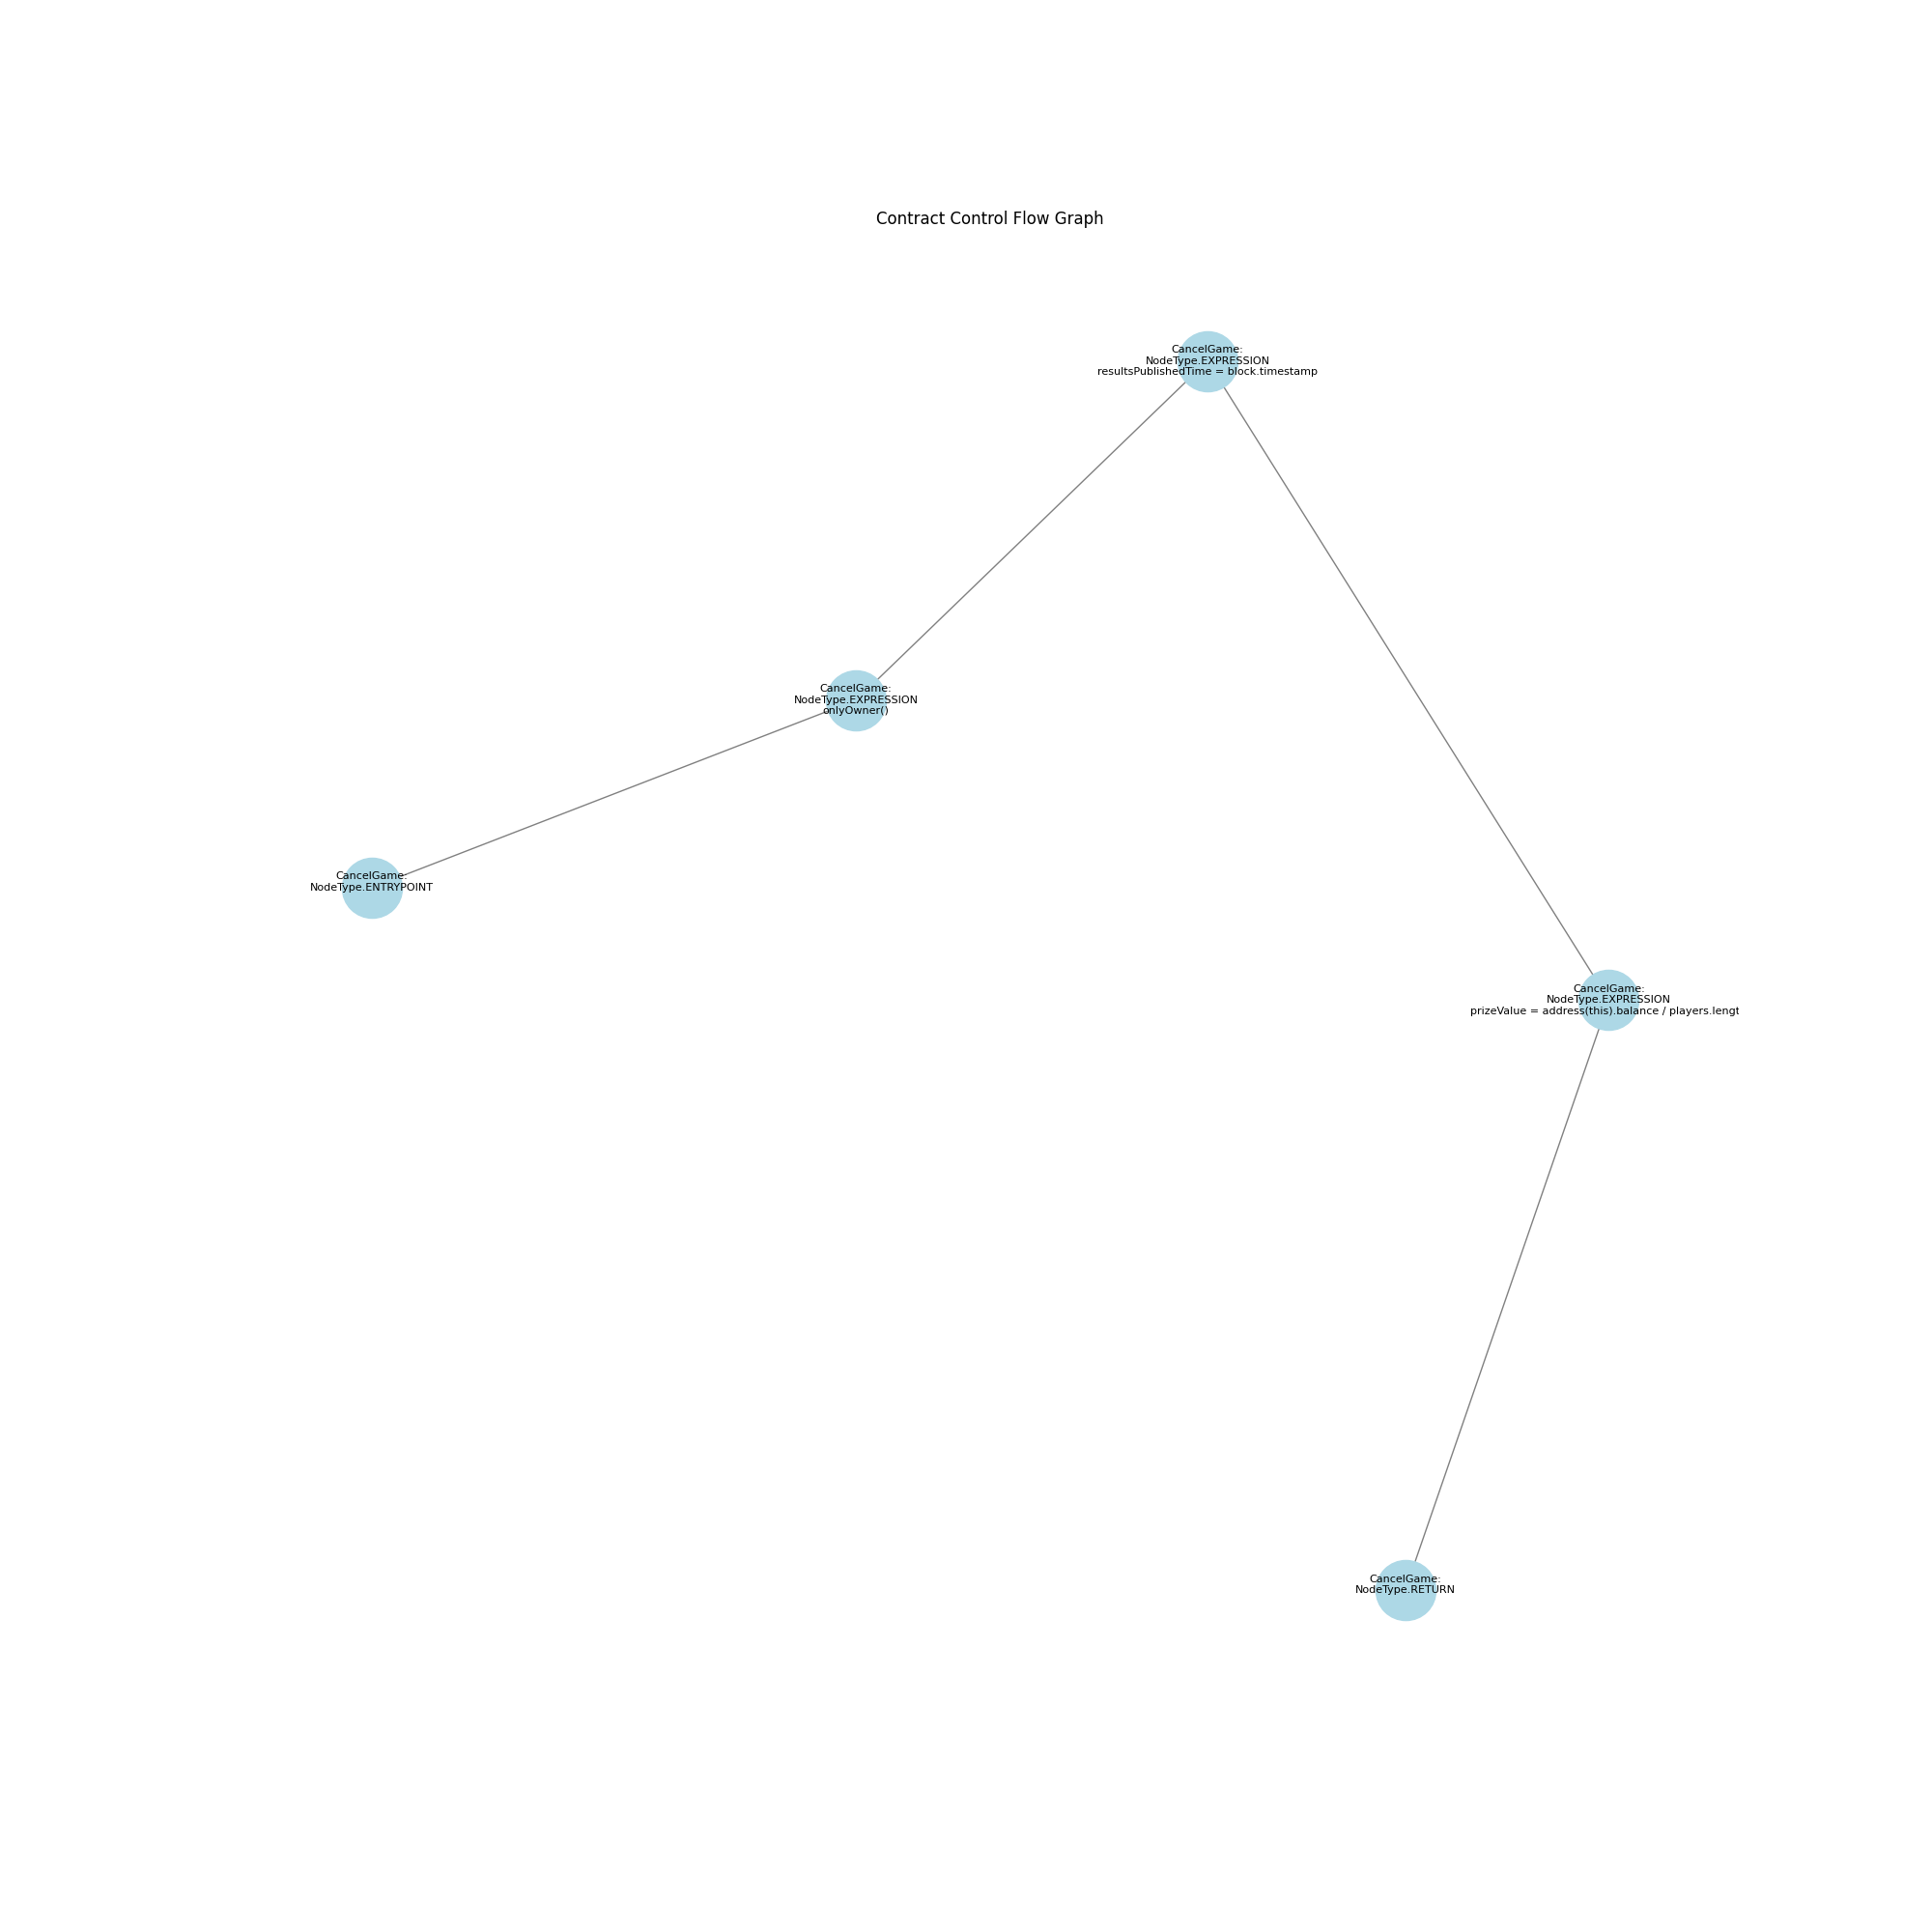 Contract Control Flow Graph
CancelGame:
NodeType.EXPRESSION
resultsPublishedTime = block.timestamp
CancelGame:
NodeType.EXPRESSION
onlyOwner()
CancelGame:
NodeType.ENTRYPOINT
CancelGame:
NodeType.EXPRESSION
prizeValue = address(this).balance / players.lengt
CancelGame:
NodeType.RETURN